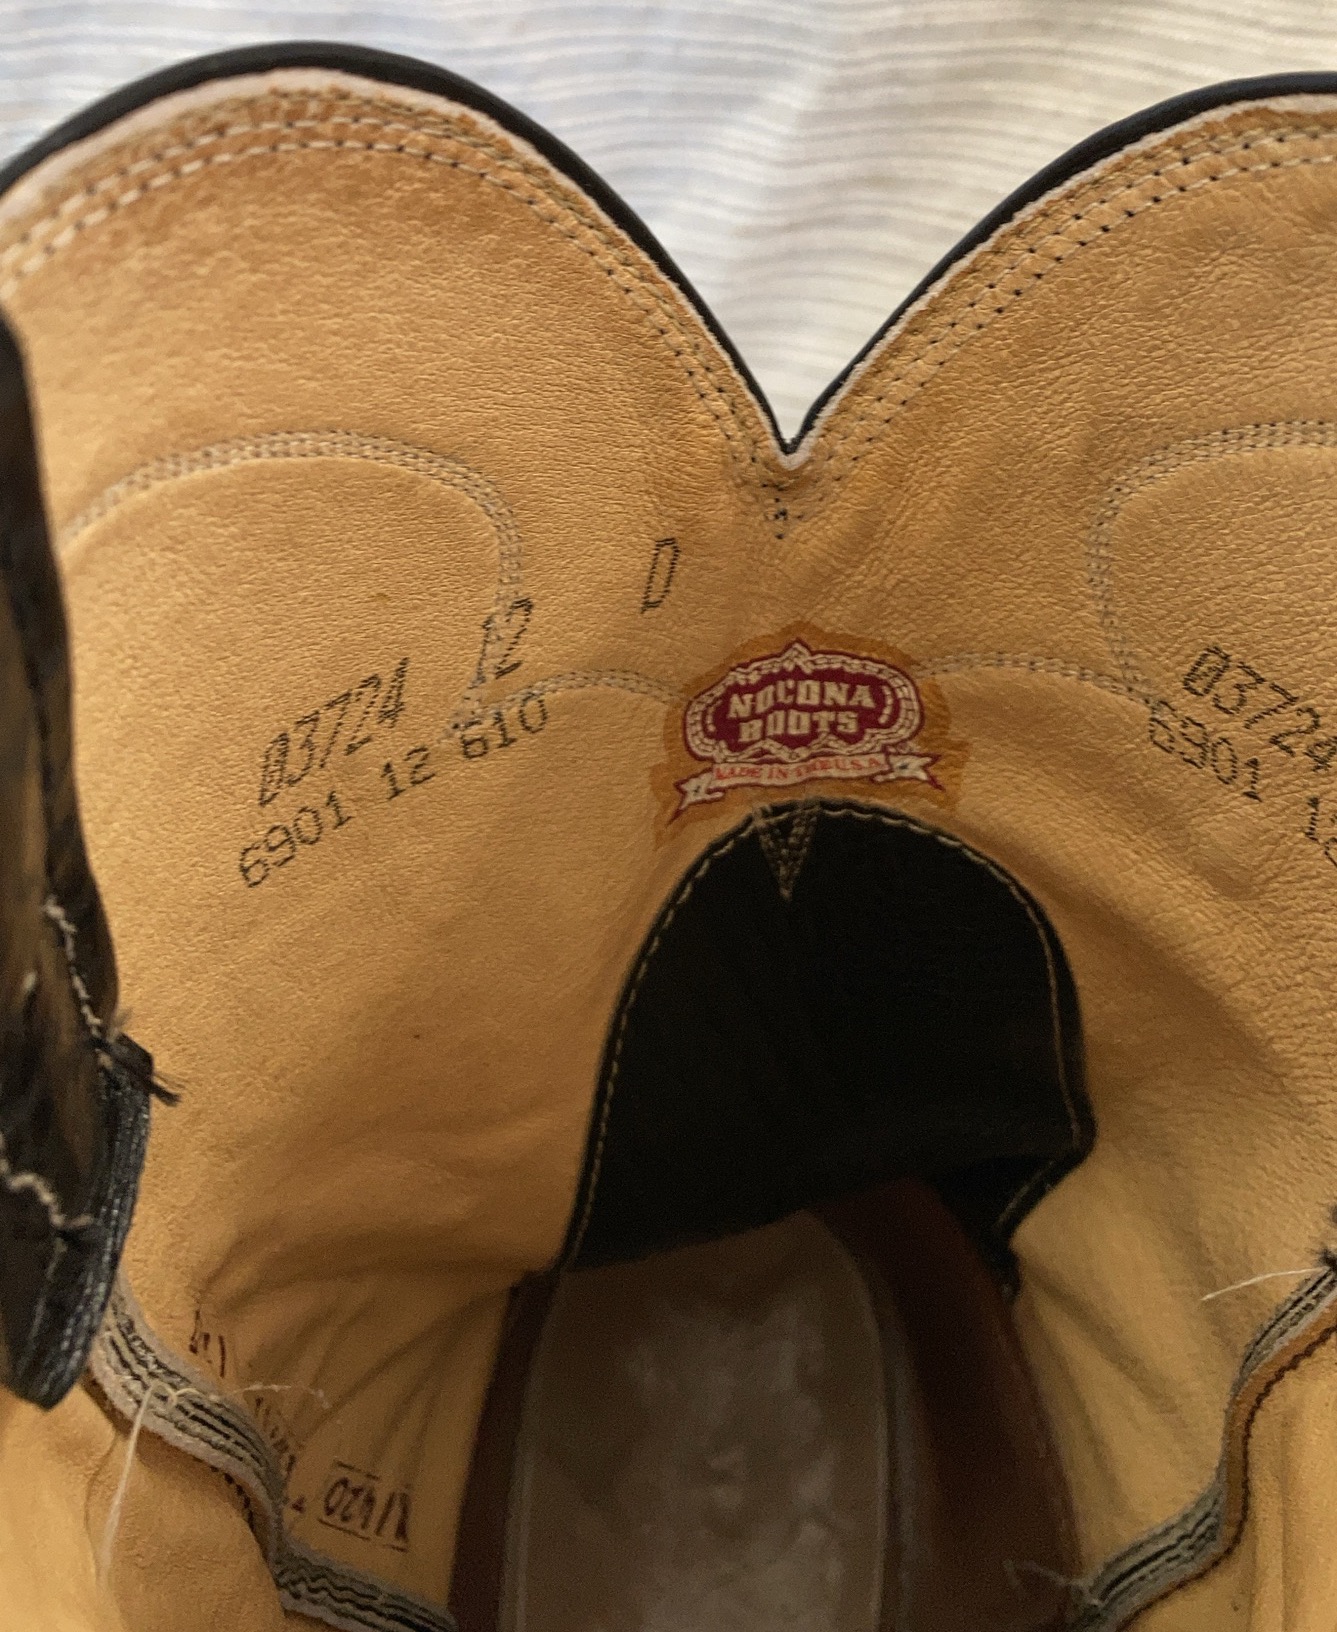 D
12
03724
6901 12 610
NOCONA
BOOTS
MADE IN THE U.S.A.
03724
6901